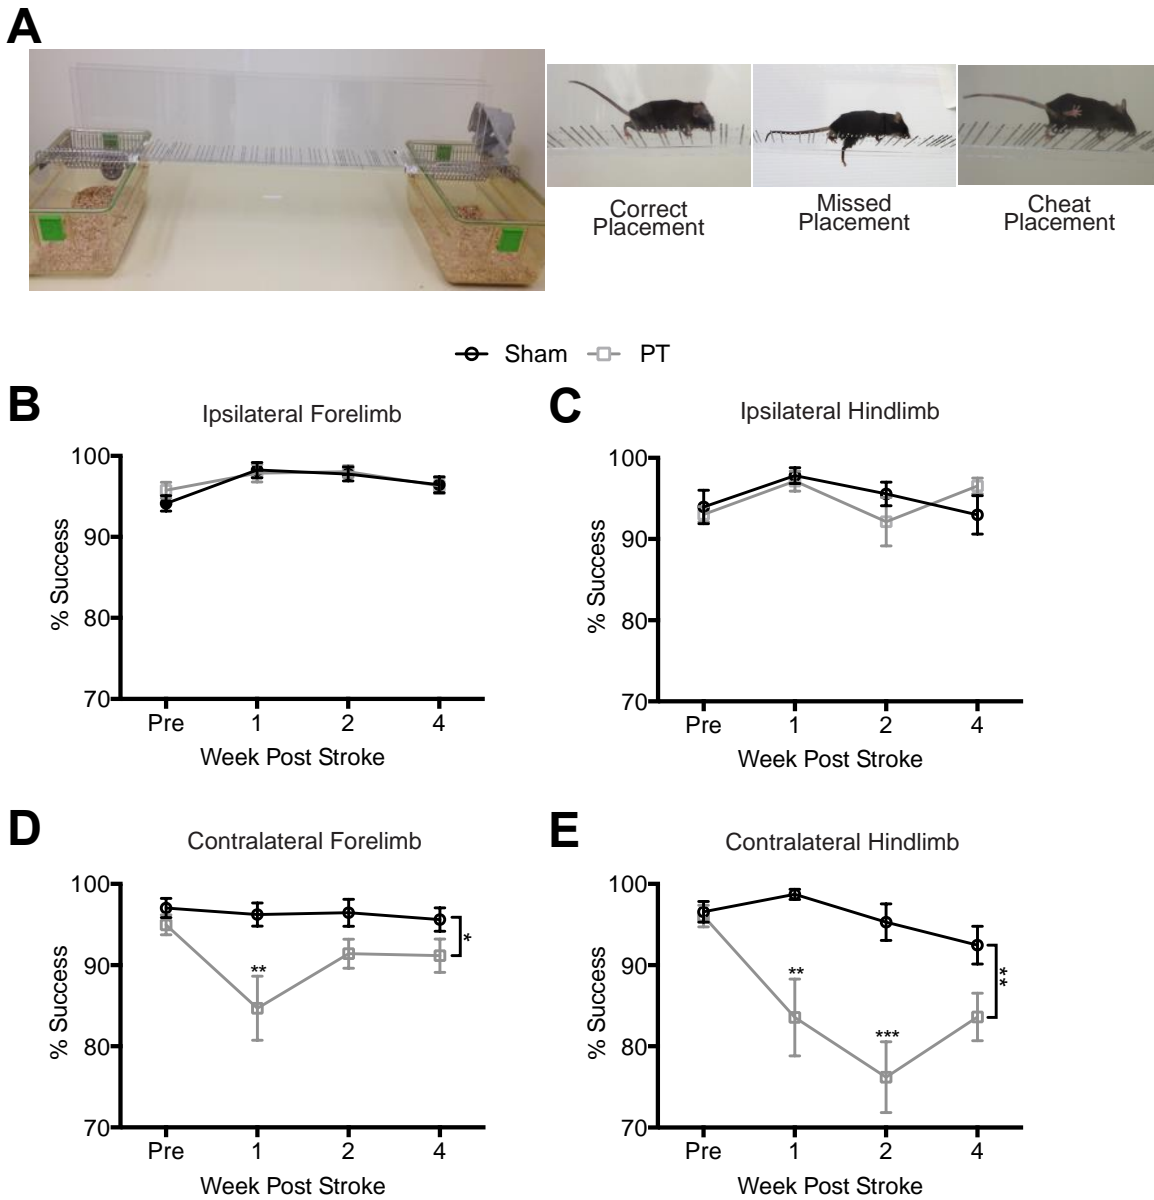 A
Correct
Placement
Missed
Placement
Cheat
Placement
Sham PT
B
Ipsilateral Forelimb
100
90
80
70
% Success
Pre 1 2 4
Week Post Stroke
C
Ipsilateral Hindlimb
100
90
80
70
% Success
Pre 1 2 4
Week Post Stroke
D
Contralateral Forelimb
100
90
80
70
% Success
**
*
Pre 1 2 4
Week Post Stroke
E
Contralateral Hindlimb
100
90
80
70
% Success
**
***
**
Pre 1 2 4
Week Post Stroke